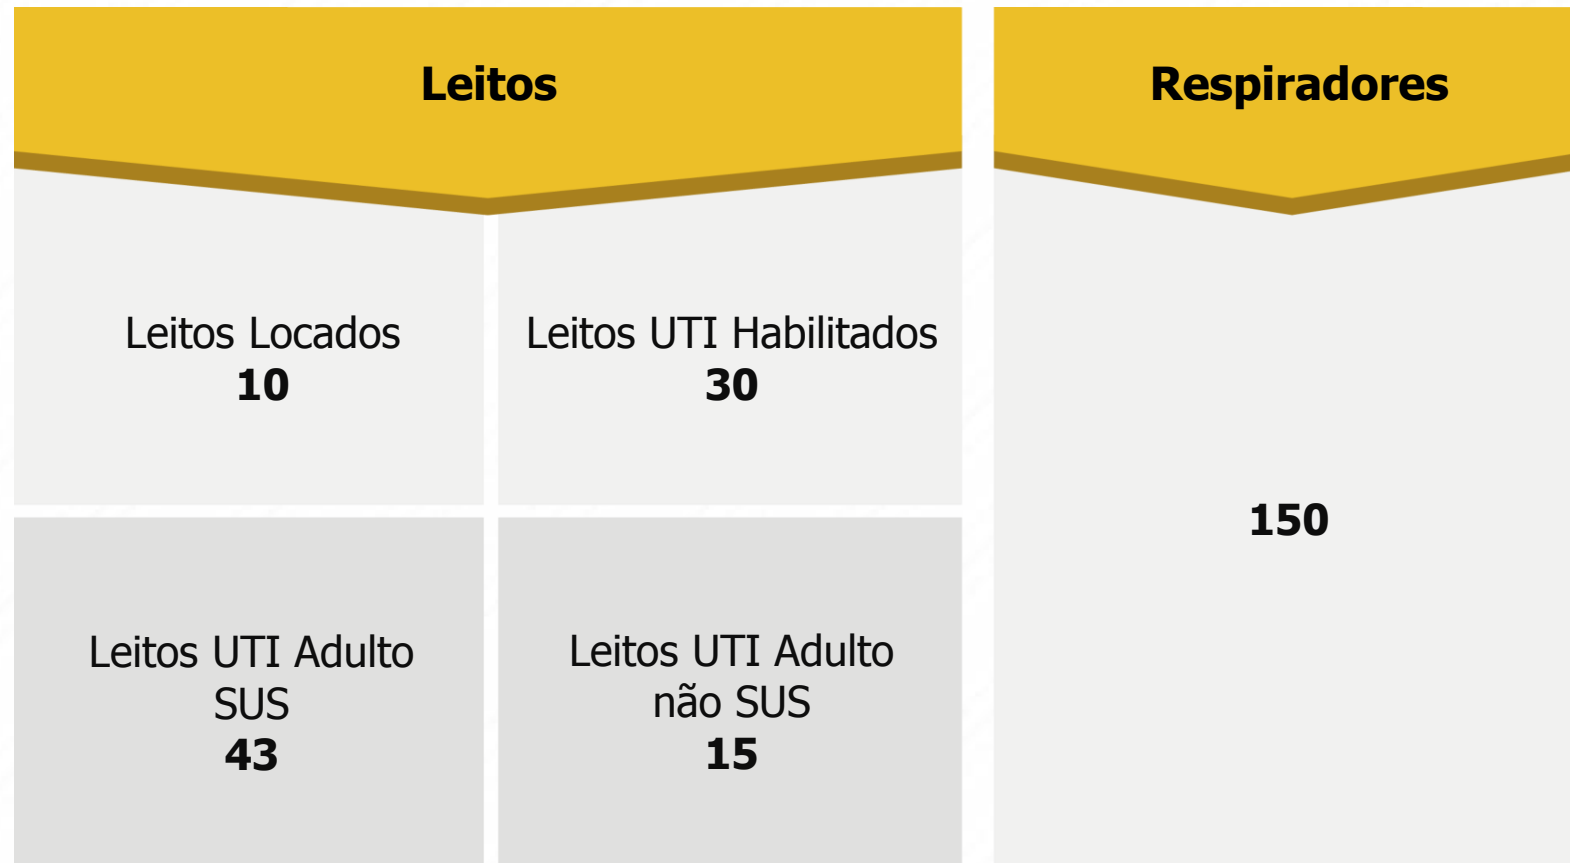 Leitos
Leitos Locados
10
Leitos UTI Habilitados
30
Leitos UTI Adulto
SUS
43
Leitos UTI Adulto
não SUS
15
Respiradores
150